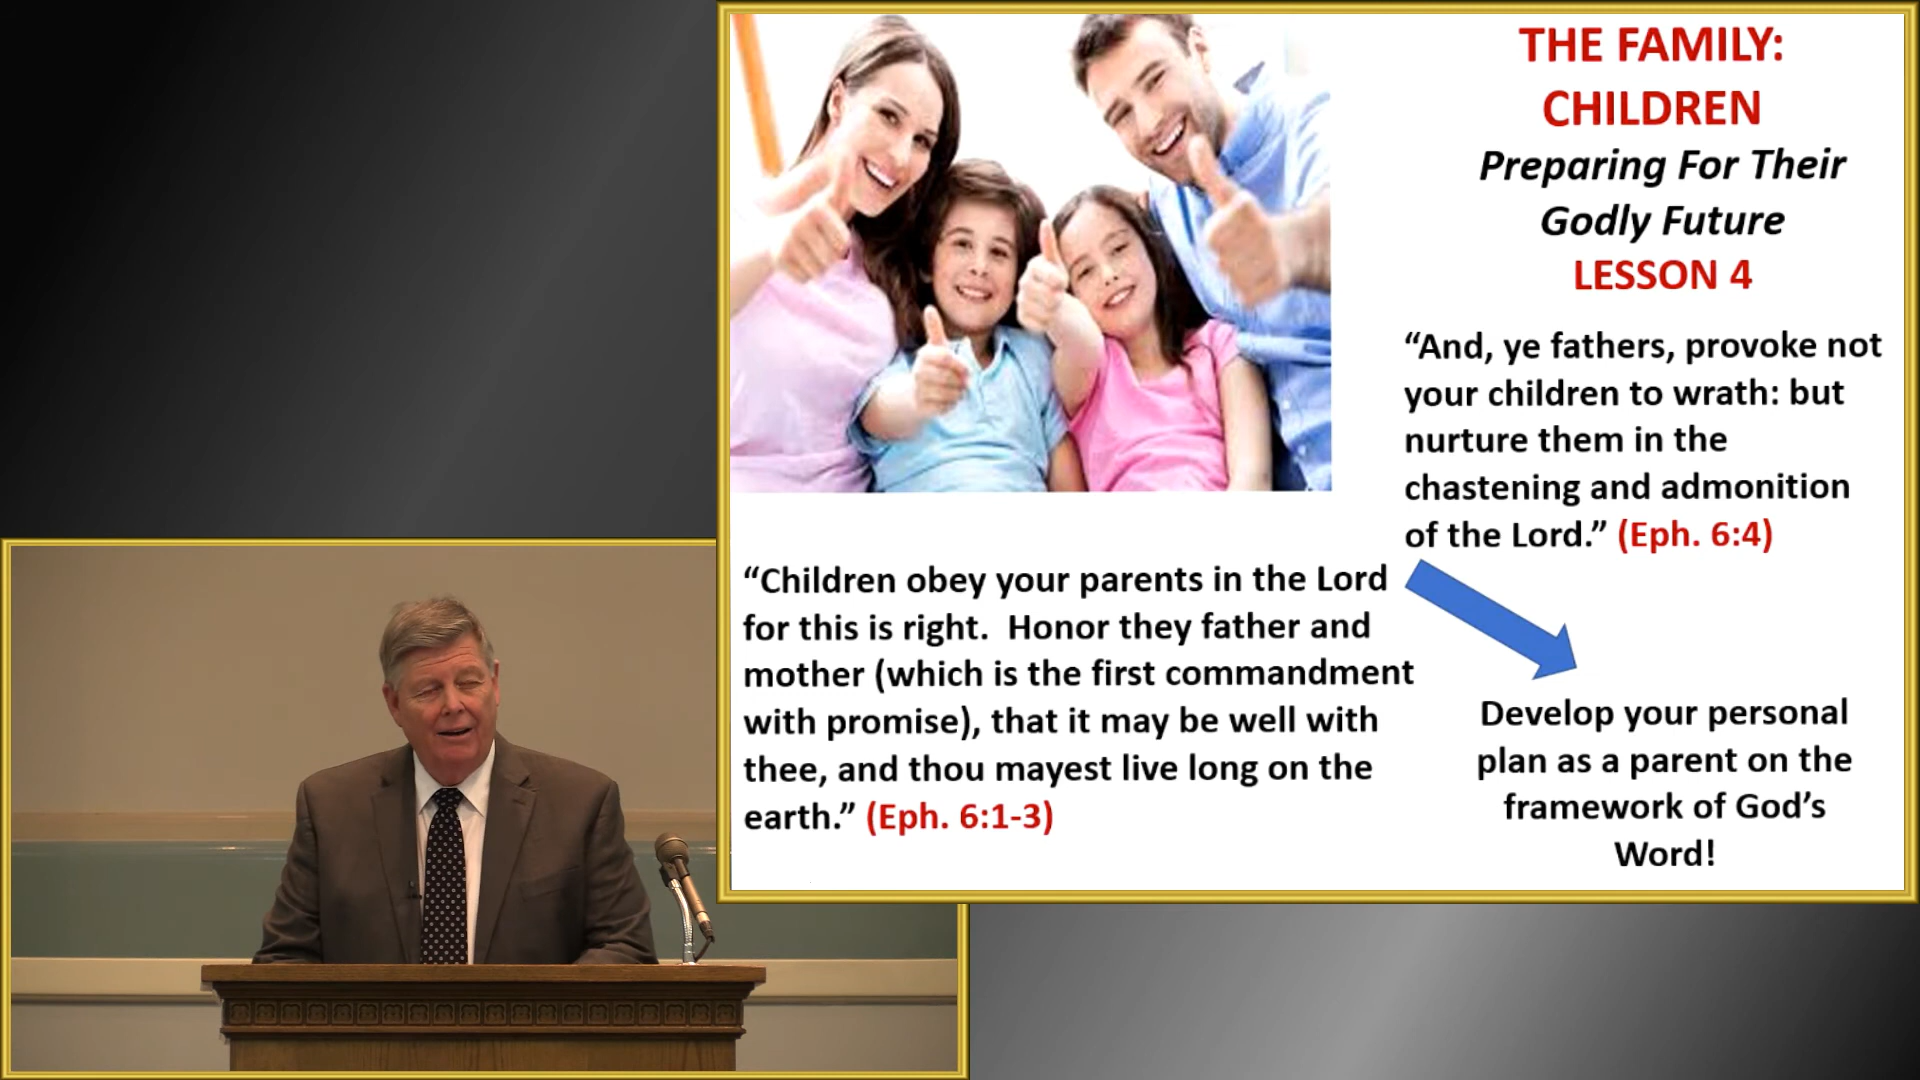 THE FAMILY:
CHILDREN
Preparing For Their
Godly Future
LESSON 4
“And, ye fathers, provoke not
your children to wrath: but
nurture them in the
chastening and admonition
of the Lord.” (Eph. 6:4)
“Children obey your parents in the Lord
for this is right.  Honor they father and
mother (which is the first commandment
with promise), that it may be well with
thee, and thou mayest live long on the
earth.” (Eph. 6:1-3)
Develop your personal
plan as a parent on the
framework of God’s
Word!